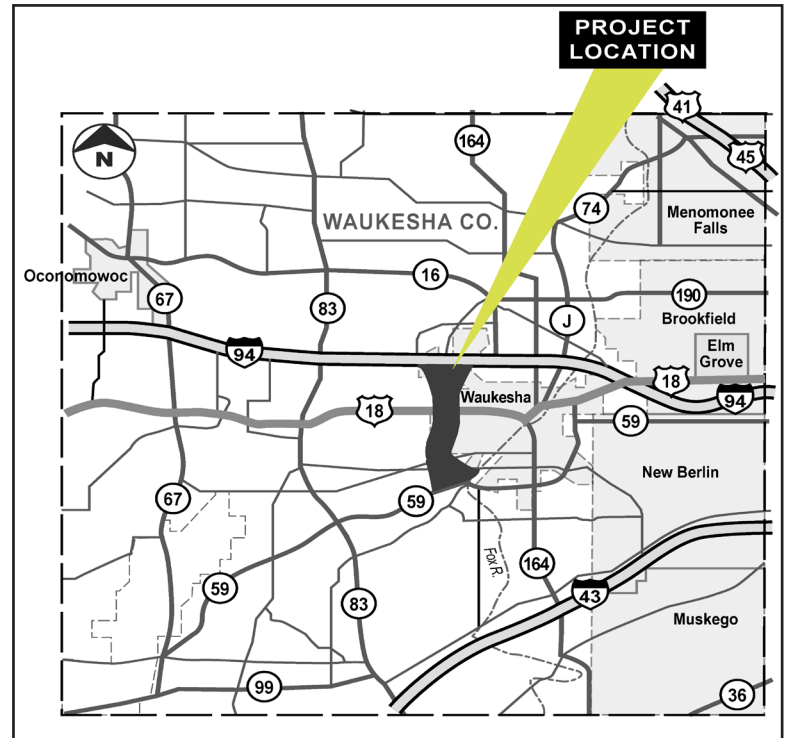 PROJECT
LOCATION
41
45
N
164
74
WAUKESHA CO.
Menomonee
Falls
Oconomowoc
16
67
83
190
J
Brookfield
Elm
Grove
94
18
18
94
Waukesha
59
New Berlin
67
59
Fox R.
164
59
83
43
Muskego
99
36